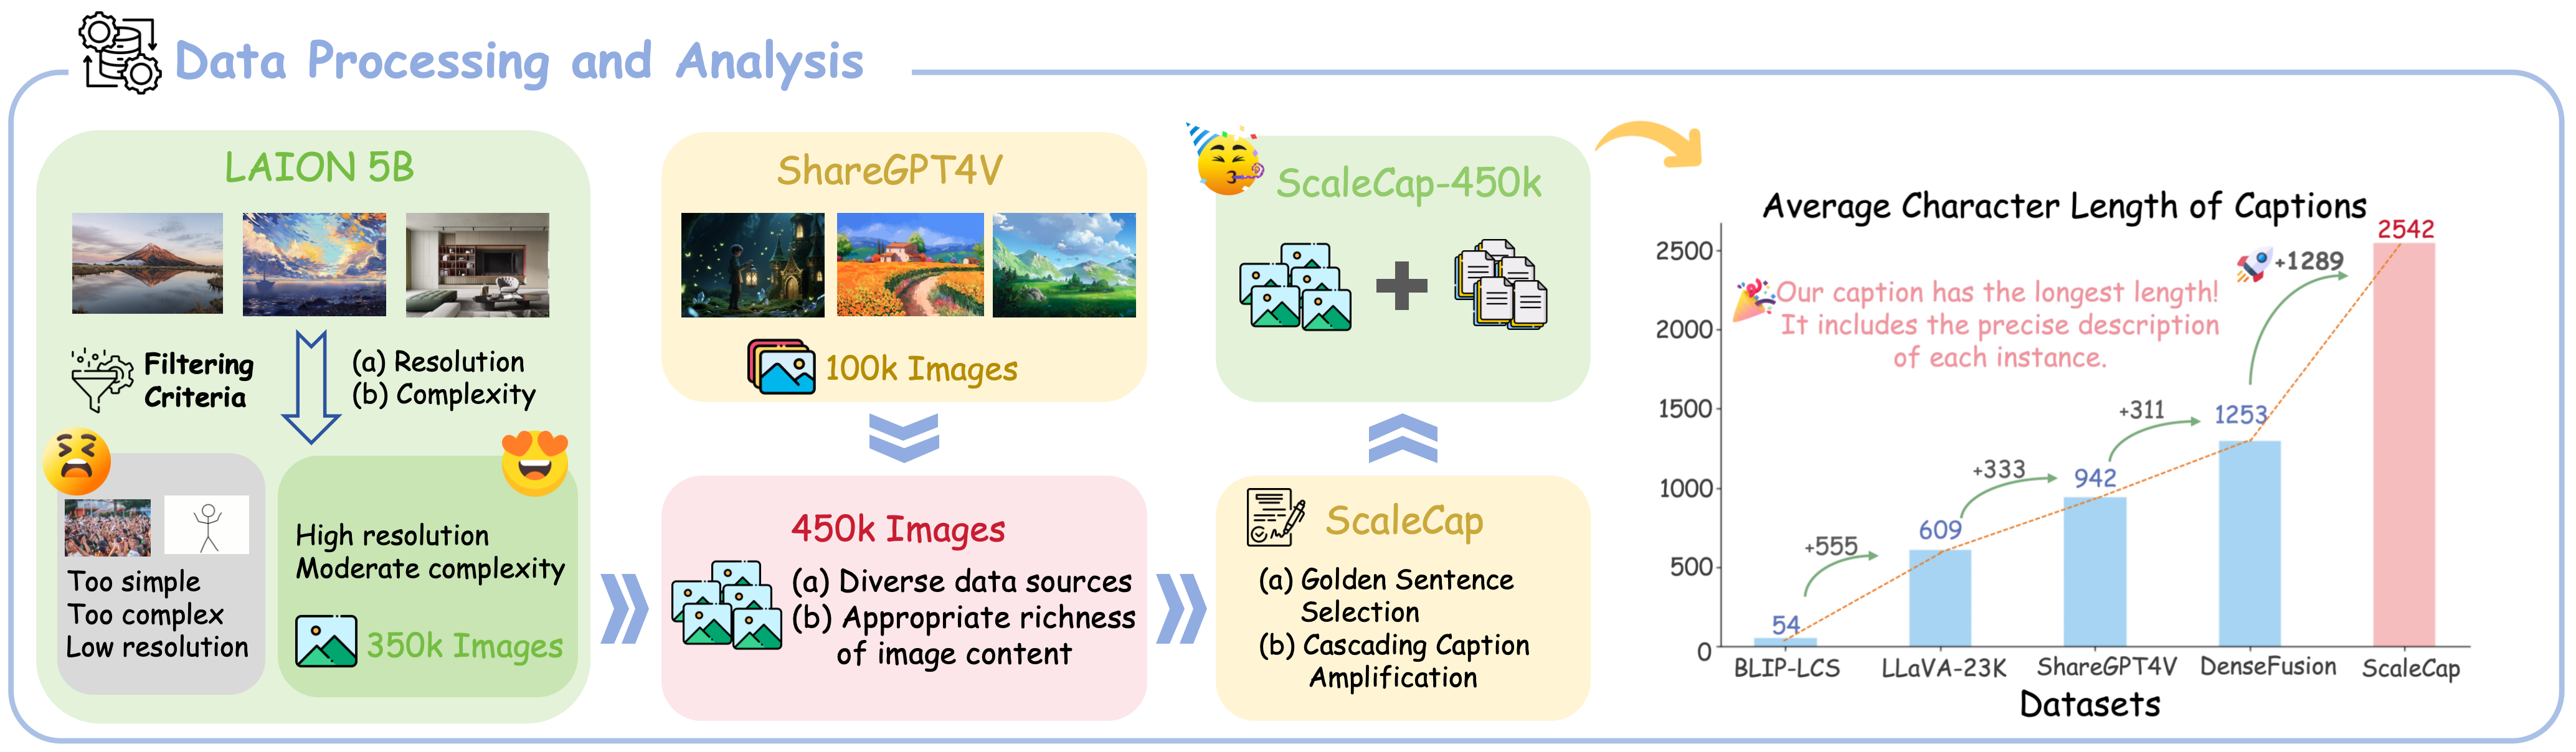 Data Processing and Analysis
LAION 5B
Filtering
Criteria
(a) Resolution
(b) Complexity
Too simple
Too complex
Low resolution
High resolution
Moderate complexity
350k Images
ShareGPT4V
100k Images
450k Images
(a) Diverse data sources
(b) Appropriate richness
of image content
ScaleCap-450k
ScaleCap
(a) Golden Sentence
Selection
(b) Cascading Caption
Amplification
Average Character Length of Captions
Our caption has the longest length!
It includes the precise description
of each instance.
2500
2000
1500
1000
500
0
54
+555
609
+333
942
+311
1253
+1289
2542
BLIP-LCS
LLaVA-23K
ShareGPT4V
DenseFusion
ScaleCap
Datasets